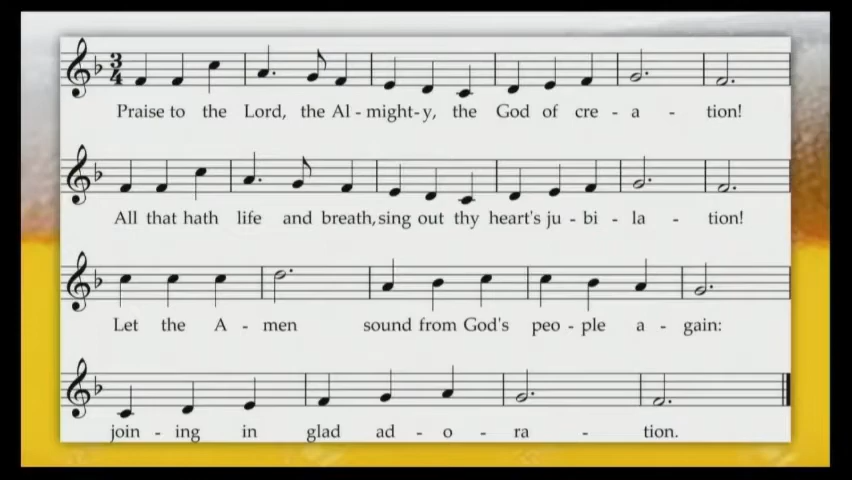 3
4
Praise to the Lord, the Al - might - y, the God of cre - a - tion!
All that hath life and breath, sing out thy heart's ju - bi - la - tion!
Let the A - men sound from God's peo - ple a - gain:
join - ing in glad ad - o - ra - tion.